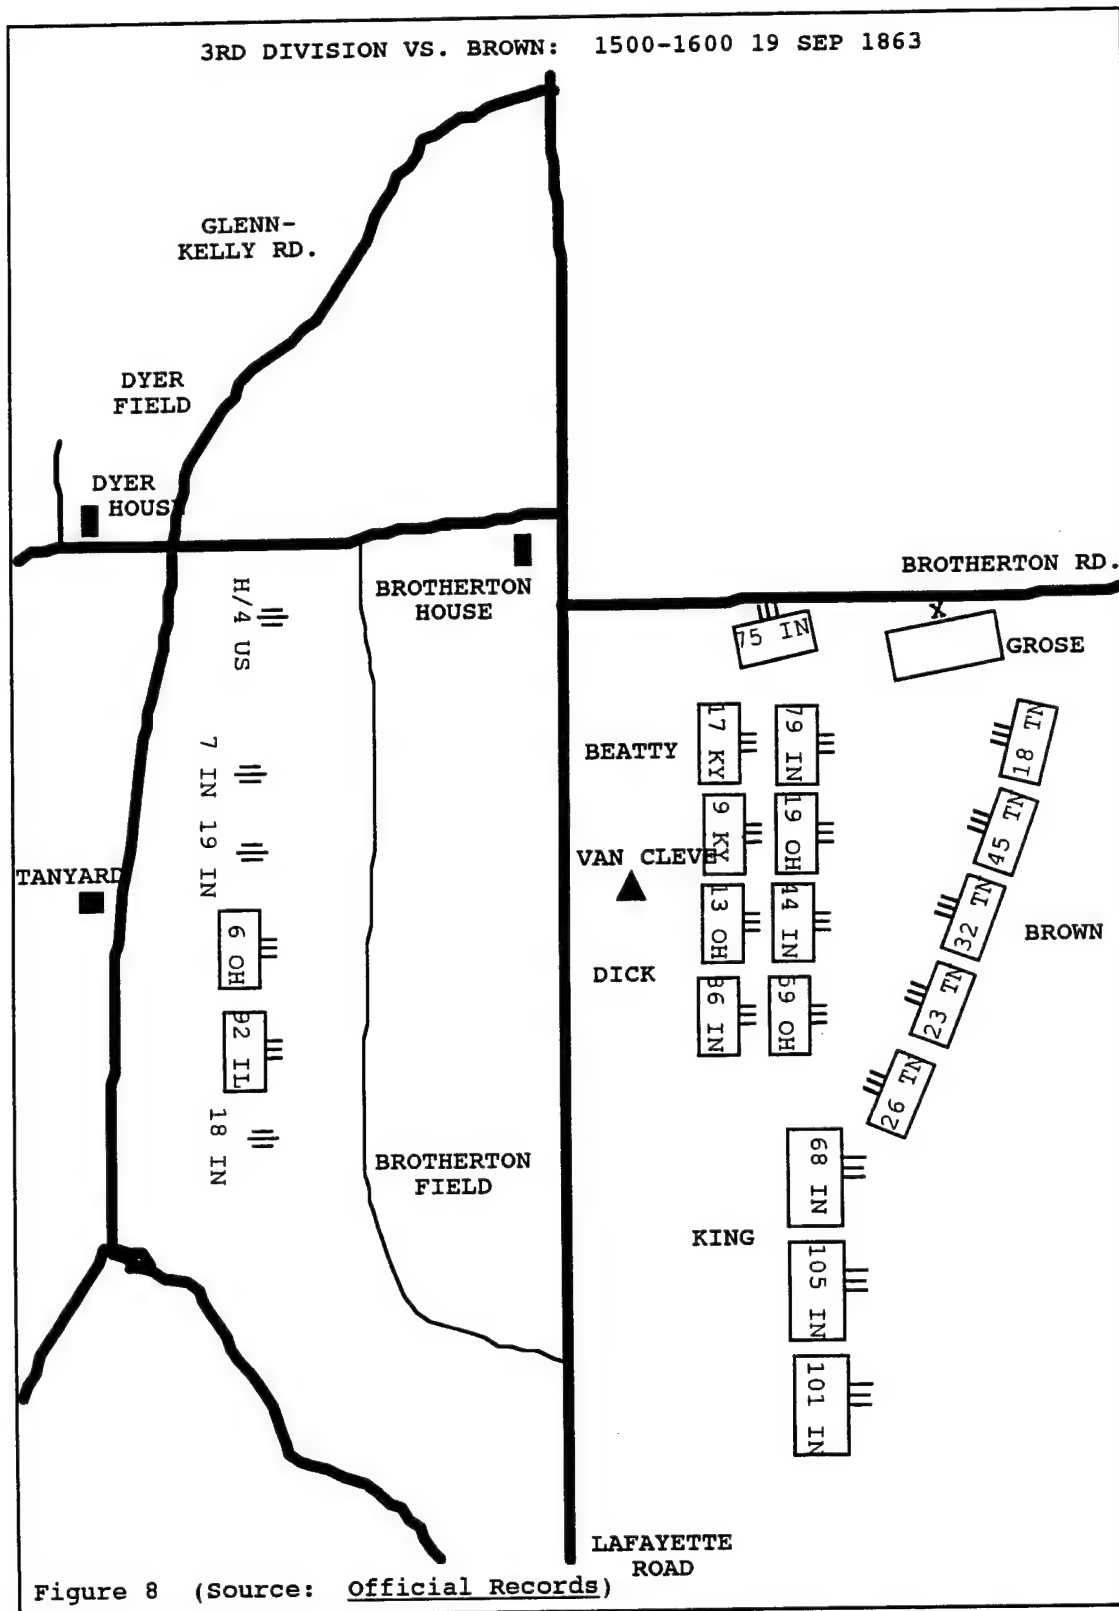 3RD DIVISION VS. BROWN: 1500-1600 19 SEP 1863
GLENN-
KELLY RD.
DYER
FIELD
DYER
HOUSE
BROTHERTON
HOUSE
BROTHERTON RD.
H/4 US
75 IN
X
GROSE
7 IN
19 IN
TANYARD
6 OH
92 IL
18 IN
BEATTY
17 KY
79 IN
18 TN
9 KY
19 OH
45 TN
VAN CLEVE
13 OH
44 IN
32 TN
BROWN
DICK
86 IN
59 OH
23 TN
26 TN
BROTHERTON
FIELD
68 IN
KING
105 IN
101 IN
LAFAYETTE
ROAD
Figure 8 (Source: Official Records)